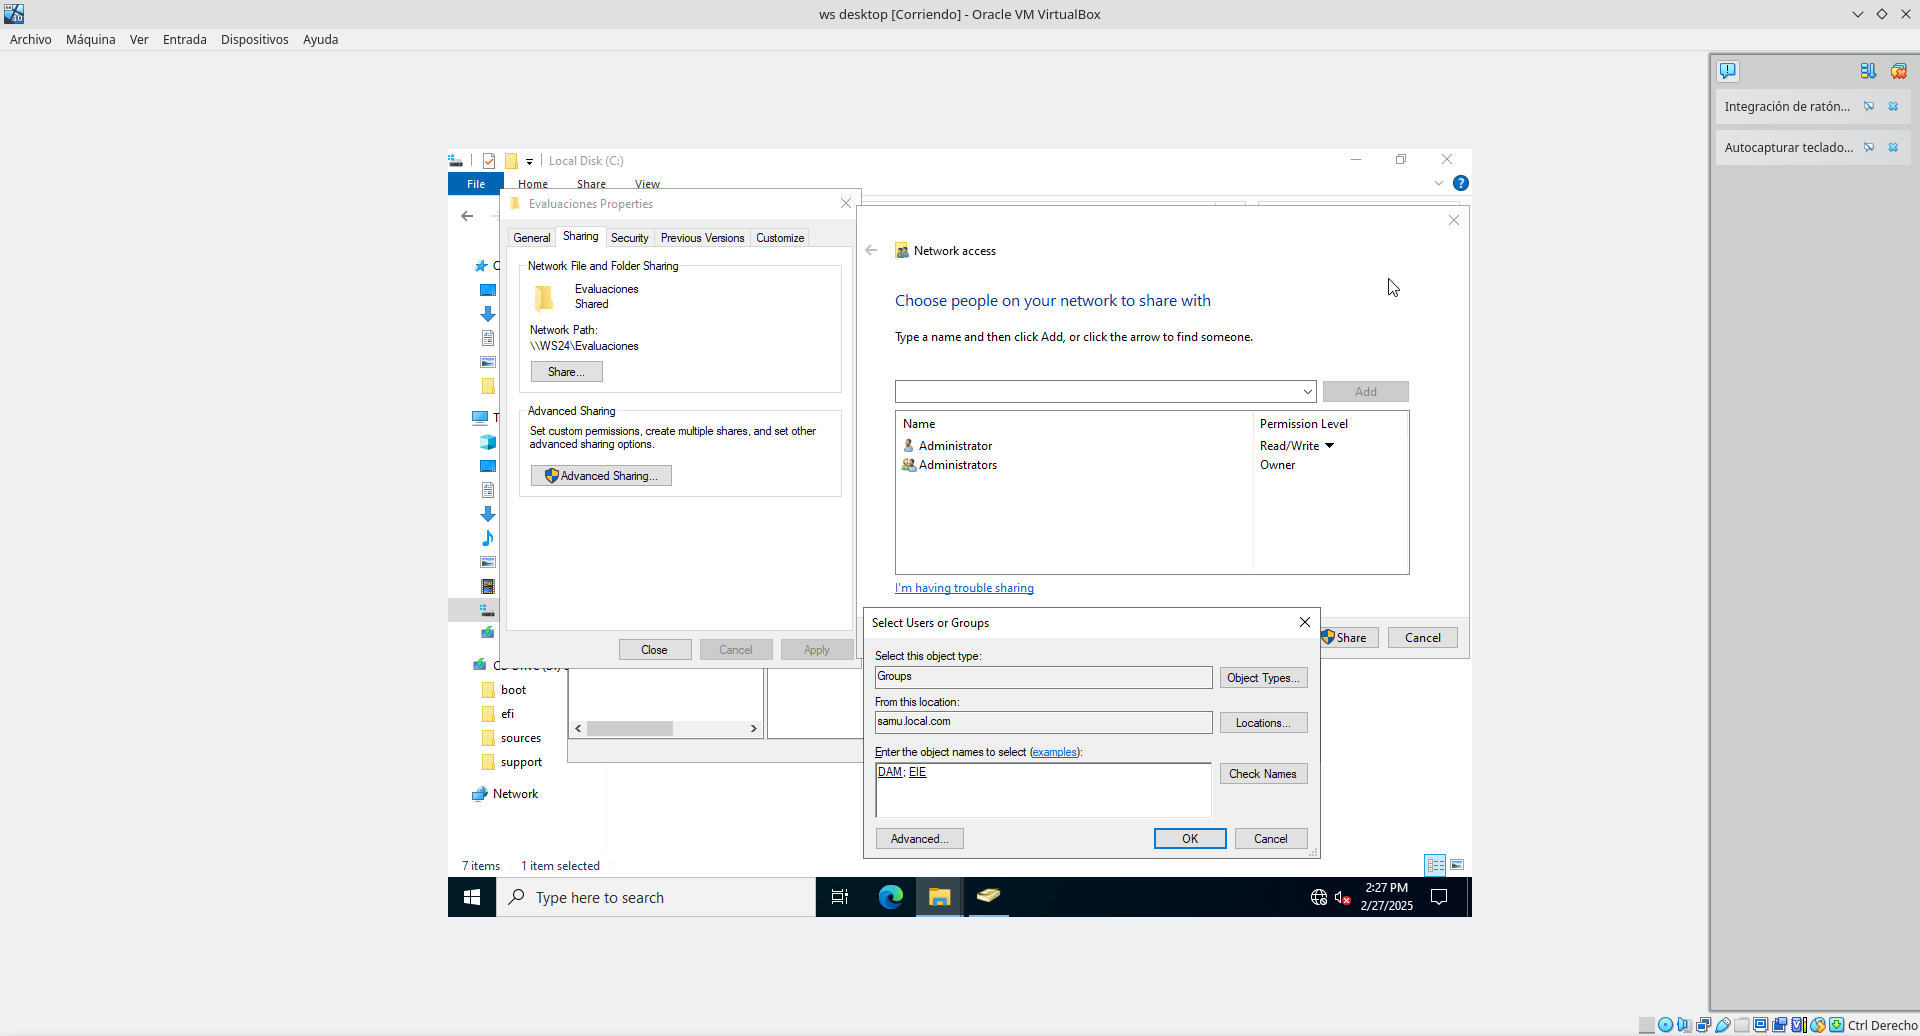 ws desktop [Corriendo] - Oracle VM VirtualBox
Archivo Máquina Ver Entrada Dispositivos Ayuda
Integración de ratón...
Autocapturar teclado...
Local Disk (C:)
File Home Share View
Evaluaciones Properties
General Sharing Security Previous Versions Customize
Network File and Folder Sharing
Evaluaciones
Shared
Network Path:
\\WS24\Evaluaciones
Share...
Advanced Sharing
Set custom permissions, create multiple shares, and set other
advanced sharing options.
Advanced Sharing...
Close Cancel Apply
Network access
Choose people on your network to share with
Type a name and then click Add, or click the arrow to find someone.
Add
Name Permission Level
Administrator Read/Write
Administrators Owner
I'm having trouble sharing
Share Cancel
Select Users or Groups
Select this object type:
Groups Object Types...
From this location:
samu.local.com Locations...
Enter the object names to select (examples):
DAM; EIE Check Names
Advanced... OK Cancel
boot
efi
sources
support
Network
7 items 1 item selected
Type here to search
2:27 PM
2/27/2025
Ctrl Derecho